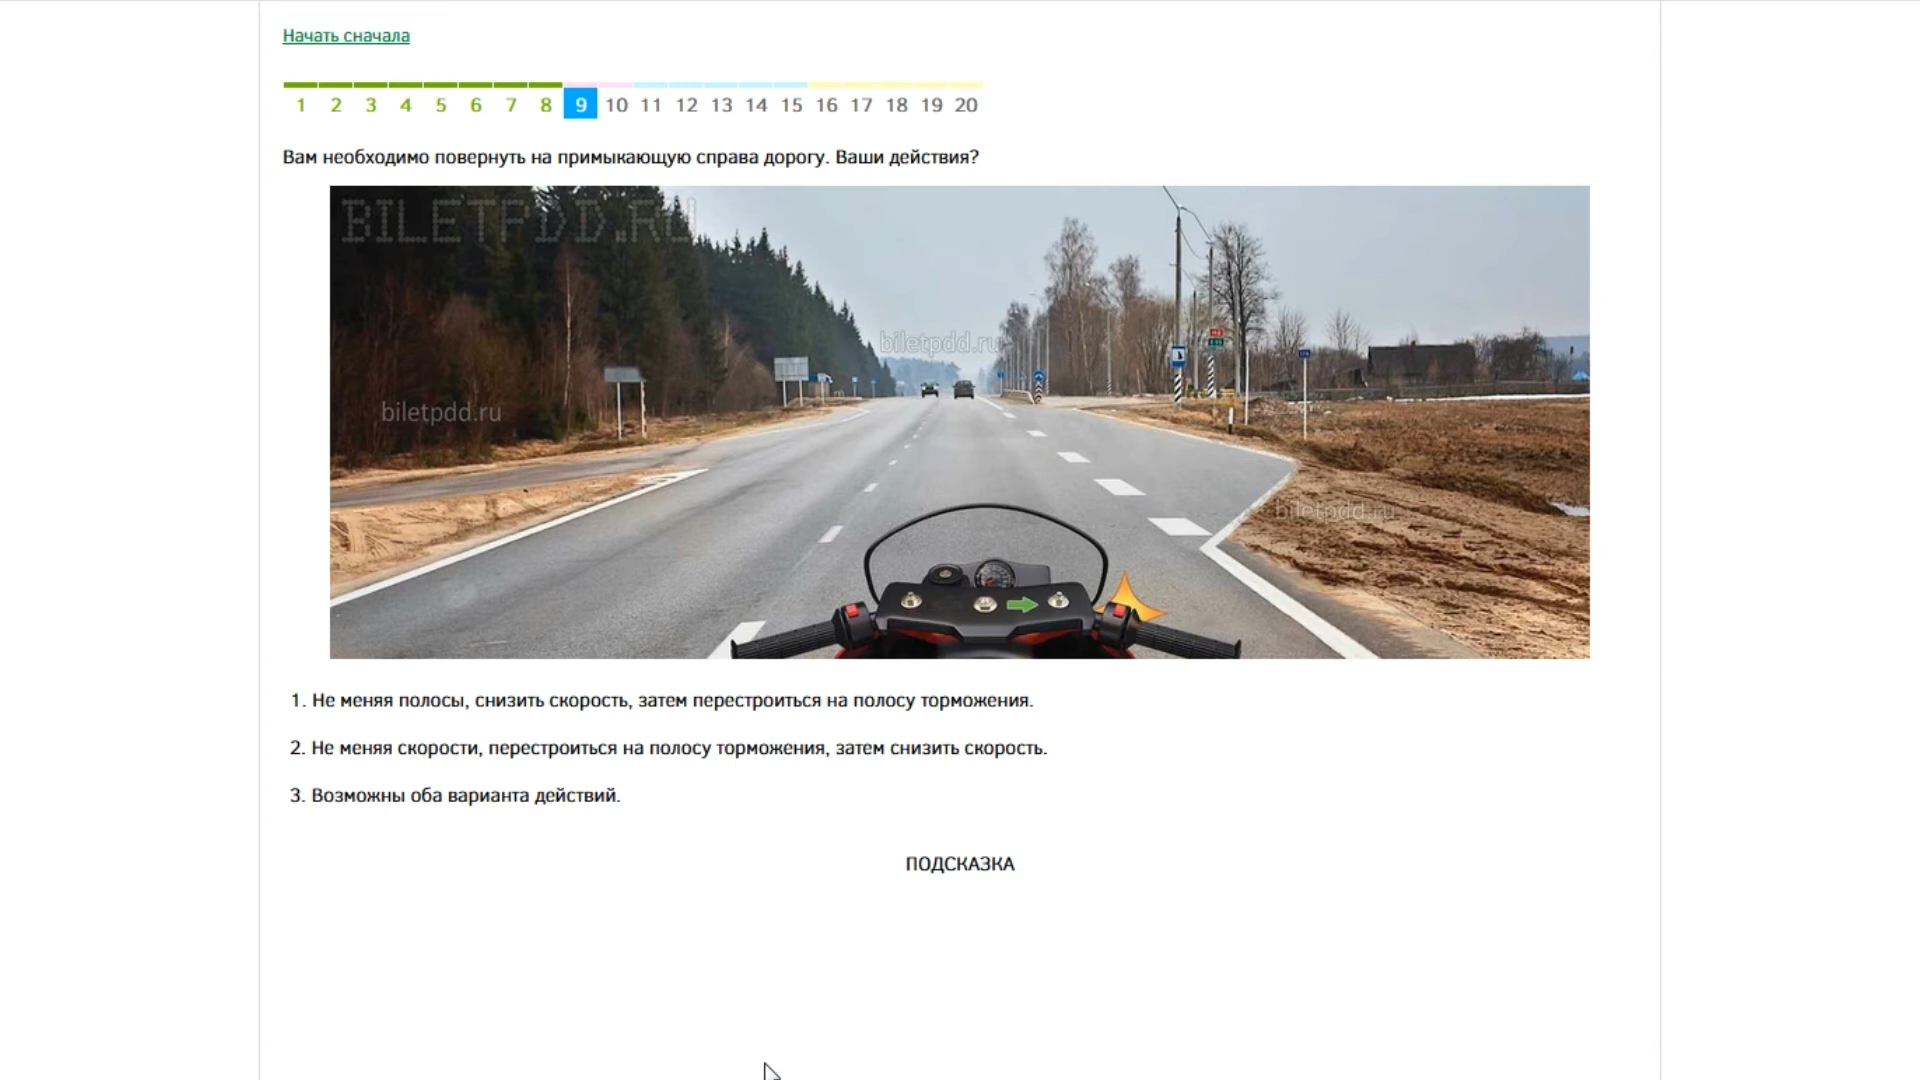 Начать сначала
1 2 3 4 5 6 7 8 9 10 11 12 13 14 15 16 17 18 19 20
Вам необходимо повернуть на примыкающую справа дорогу. Ваши действия?
BILETPDD.RU
biletpdd.ru
biletpdd.ru
biletpdd.ru
1. Не меняя полосы, снизить скорость, затем перестроиться на полосу торможения.
2. Не меняя скорости, перестроиться на полосу торможения, затем снизить скорость.
3. Возможны оба варианта действий.
ПОДСКАЗКА